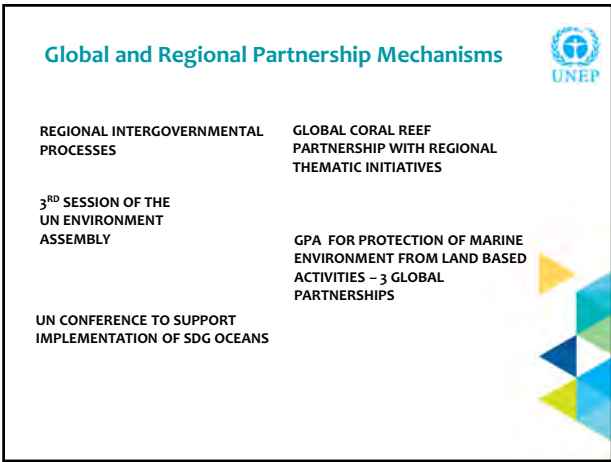 Global and Regional Partnership Mechanisms
UNEP
REGIONAL INTERGOVERNMENTAL
PROCESSES
3RD SESSION OF THE
UN ENVIRONMENT
ASSEMBLY
UN CONFERENCE TO SUPPORT
IMPLEMENTATION OF SDG OCEANS
GLOBAL CORAL REEF
PARTNERSHIP WITH REGIONAL
THEMATIC INITIATIVES
GPA FOR PROTECTION OF MARINE
ENVIRONMENT FROM LAND BASED
ACTIVITIES – 3 GLOBAL
PARTNERSHIPS